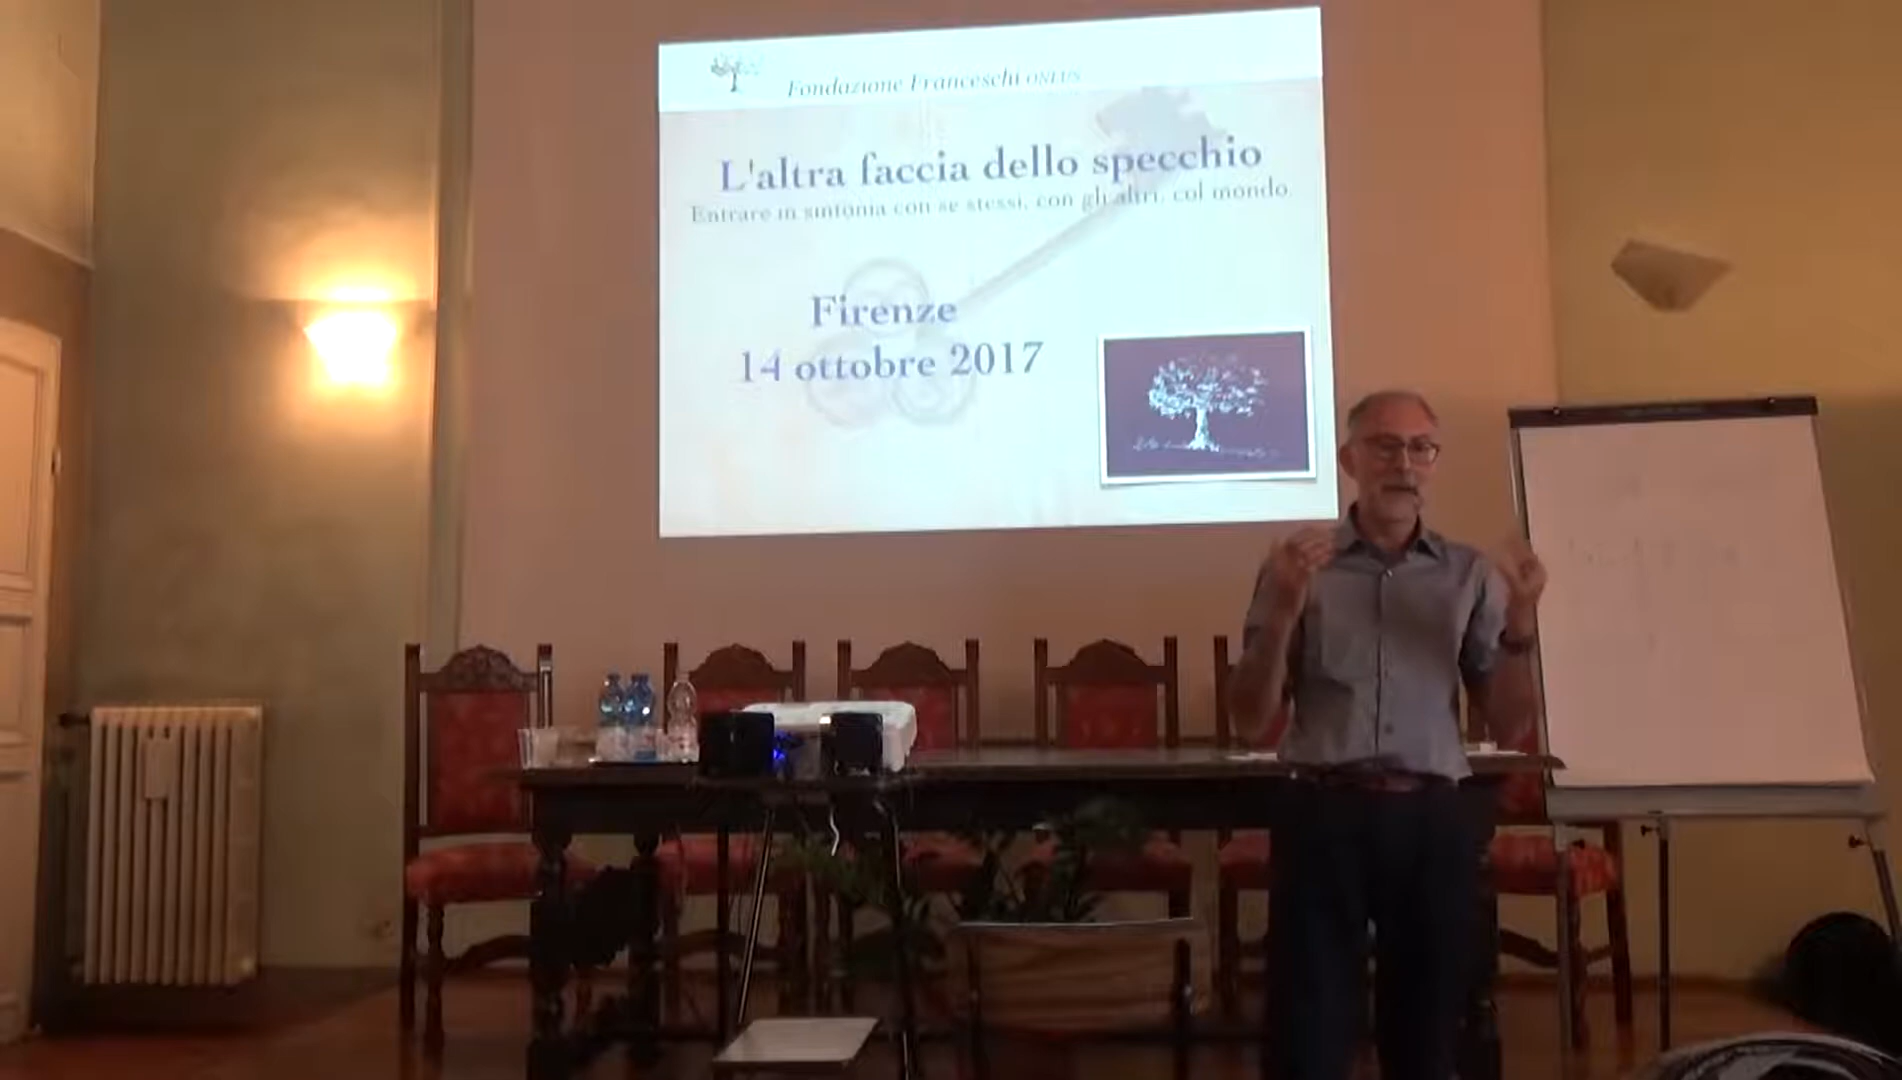 Fondazione Franceschi ONLUS
L'altra faccia dello specchio
Entrare in sintonia con se stessi, con gli altri, col mondo.
Firenze
14 ottobre 2017